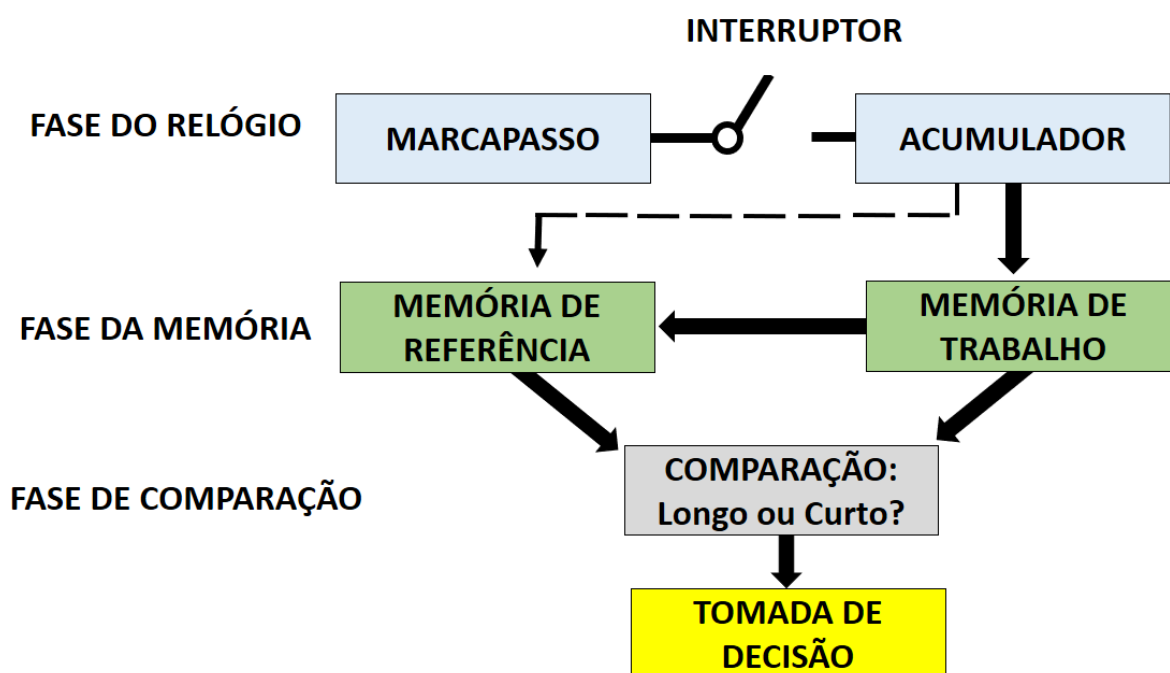 INTERRUPTOR
FASE DO RELÓGIO
MARCAPASSO
ACUMULADOR
FASE DA MEMÓRIA
MEMÓRIA DE
REFERÊNCIA
MEMÓRIA DE
TRABALHO
FASE DE COMPARAÇÃO
COMPARAÇÃO:
Longo ou Curto?
TOMADA DE
DECISÃO